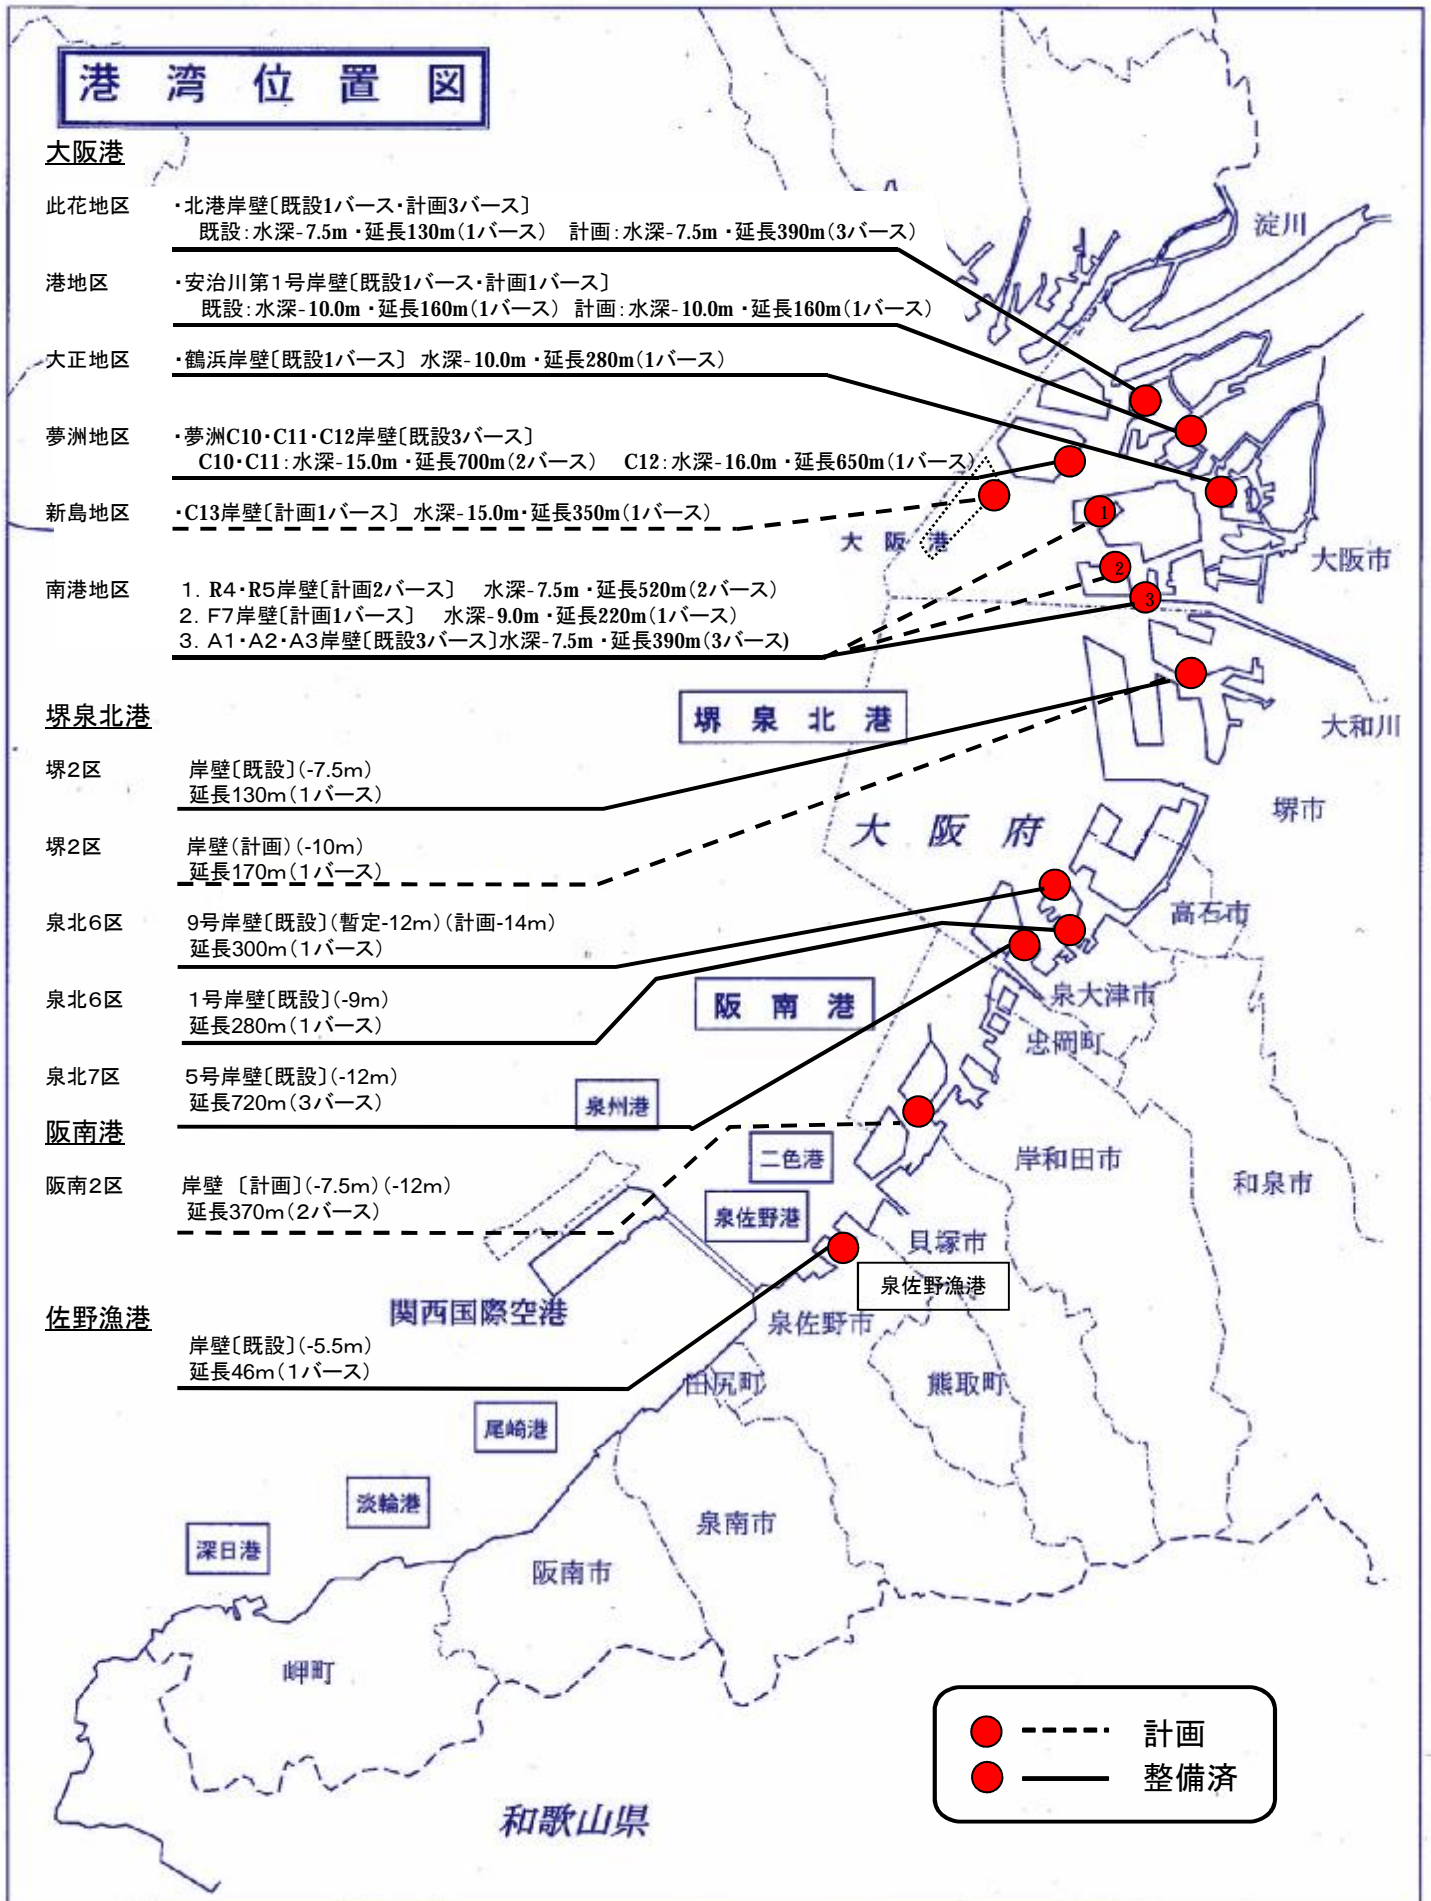 港湾位置図
大阪港
此花地区 ・北港岸壁〔既設1バース・計画3バース〕
既設:水深-7.5m・延長130m(1バース) 計画:水深-7.5m・延長390m(3バース)
港地区 ・安治川第1号岸壁〔既設1バース・計画1バース〕
既設:水深-10.0m・延長160m(1バース) 計画:水深-10.0m・延長160m(1バース)
大正地区 ・鶴浜岸壁〔既設1バース〕 水深-10.0m・延長280m(1バース)
夢洲地区 ・夢洲C10・C11・C12岸壁〔既設3バース〕
C10・C11:水深-15.0m・延長700m(2バース) C12:水深-16.0m・延長650m(1バース)
新島地区 ・C13岸壁〔計画1バース〕 水深-15.0m・延長350m(1バース)
南港地区 1. R4・R5岸壁〔計画2バース〕 水深-7.5m・延長520m(2バース)
2. F7岸壁〔計画1バース〕 水深-9.0m・延長220m(1バース)
3. A1・A2・A3岸壁〔既設3バース〕水深-7.5m・延長390m(3バース)
堺泉北港
堺2区 岸壁〔既設〕(-7.5m)
延長130m(1バース)
堺2区 岸壁(計画)(-10m)
延長170m(1バース)
泉北6区 9号岸壁〔既設〕(暫定-12m)(計画-14m)
延長300m(1バース)
泉北6区 1号岸壁〔既設〕(-9m)
延長280m(1バース)
泉北7区 5号岸壁〔既設〕(-12m)
延長720m(3バース)
阪南港
阪南2区 岸壁 〔計画〕(-7.5m)(-12m)
延長370m(2バース)
佐野漁港
岸壁〔既設〕(-5.5m)
延長46m(1バース)
淀川
大阪港
1
2
3
大阪市
堺泉北港
大和川
堺市
大阪府
高石市
阪南港
泉大津市
忠岡町
泉州港
二色港
岸和田市
和泉市
泉佐野港
貝塚市
泉佐野漁港
関西国際空港
泉佐野市
田尻町
熊取町
尾崎港
淡輪港
泉南市
深日港
阪南市
岬町
和歌山県
計画
整備済